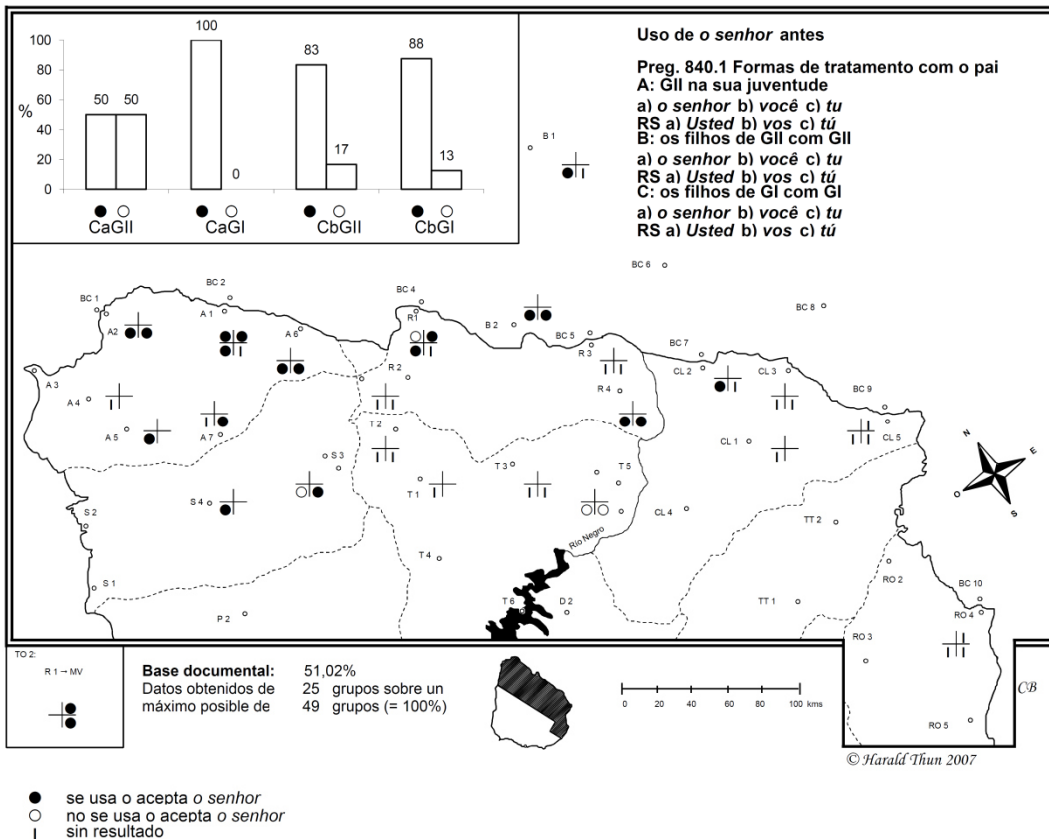 100
80
60
40
20
0
%
50 50
100
0
83
17
88
13
CaGII
CaGI
CbGII
CbGI
Uso de o senhor antes
Preg. 840.1 Formas de tratamento com o pai
A: GII na sua juventude
a) o senhor b) você c) tu
RS a) Usted b) vos c) tú
B: os filhos de GII com GII
a) o senhor b) você c) tu
RS a) Usted b) vos c) tú
C: os filhos de GI com GI
a) o senhor b) você c) tu
RS a) Usted b) vos c) tú
B 1
BC 6
BC 8
BC 1
BC 2
BC 4
A2
A 1
A 6
R1
B 2
BC 5
R 3
BC 7
CL 2
CL 3
A 3
A 4
R 2
R 4
BC 9
A 5
A 7
T 2
CL 1
CL 5
S 3
T 3
T 5
T 1
S 4
CL 4
S 2
TT 2
Río Negro
T 4
RO 2
S 1
BC 10
P 2
T 6
D 2
TT 1
RO 4
RO 3
RO 5
N
E
S
O
TO 2:
R 1 → MV
Base documental: 51,02%
Datos obtenidos de 25 grupos sobre un
máximo posible de 49 grupos (= 100%)
0 20 40 60 80 100 kms
CB
© Harald Thun 2007
se usa o acepta o senhor
no se usa o acepta o senhor
sin resultado